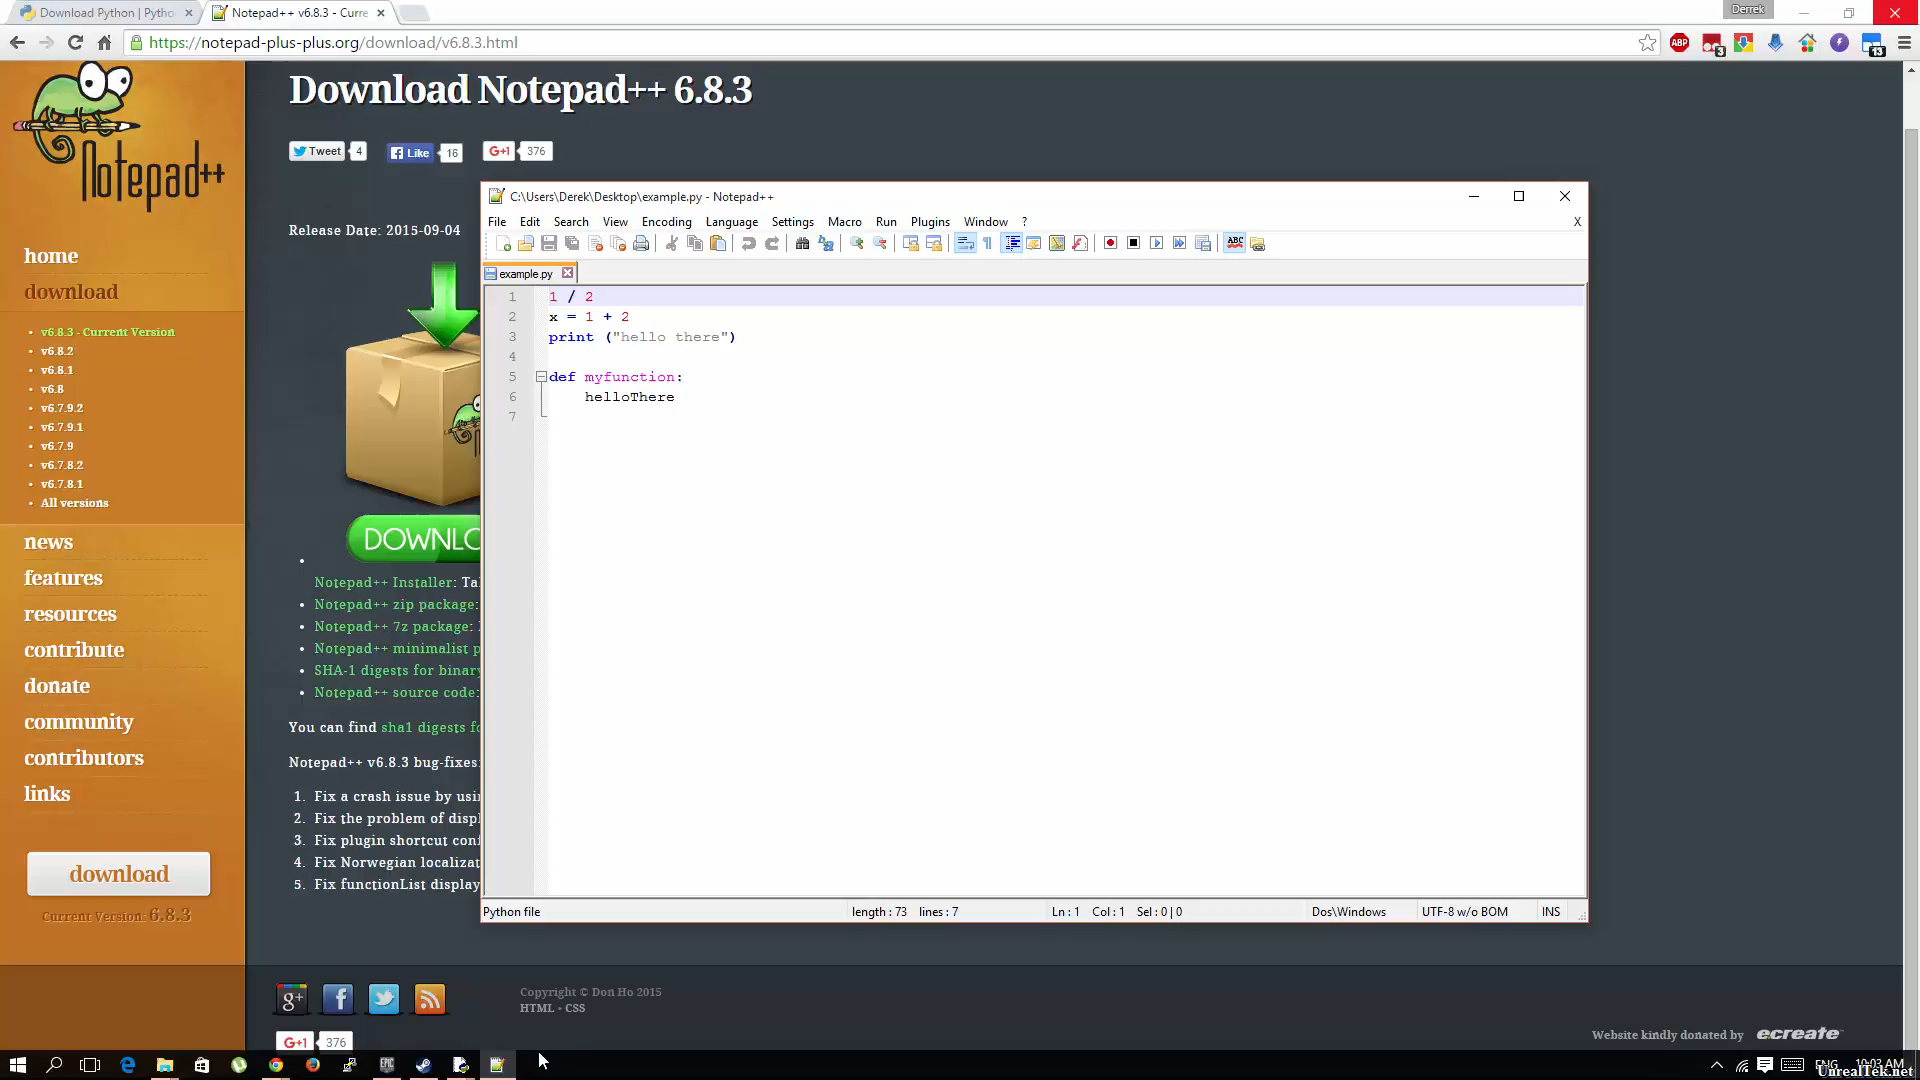 Download Python | Pytho
Notepad++ v6.8.3 - Curre
Derrek
https://notepad-plus-plus.org/download/v6.8.3.html
ABP
3
13
Notepad++
home
download
v6.8.3 - Current Version
v6.8.2
v6.8.1
v6.8
v6.7.9.2
v6.7.9.1
v6.7.9
v6.7.8.2
v6.7.8.1
All versions
news
features
resources
contribute
donate
community
contributors
links
download
Current Version: 6.8.3
Download Notepad++ 6.8.3
Tweet 4
Like 16
G+1 376
Release Date: 2015-09-04
DOWNLO
Notepad++ Installer: Ta
Notepad++ zip package:
Notepad++ 7z package:
Notepad++ minimalist p
SHA-1 digests for binary
Notepad++ source code:
You can find sha1 digests fo
Notepad++ v6.8.3 bug-fixes:
1. Fix a crash issue by usi
2. Fix the problem of displ
3. Fix plugin shortcut conf
4. Fix Norwegian localizat
5. Fix functionList display
C:\Users\Derek\Desktop\example.py - Notepad++
File Edit Search View Encoding Language Settings Macro Run Plugins Window ?
X
ABC
example.py
1 1 / 2
2 x = 1 + 2
3 print ("hello there")
4
5 def myfunction:
6 helloThere
7
Python file length : 73 lines : 7 Ln : 1 Col : 1 Sel : 0 | 0 Dos\Windows UTF-8 w/o BOM INS
g+
Copyright © Don Ho 2015
HTML • CSS
G+1 376
Website kindly donated by ecreate
EPIC
ENG 10:03 AM
UnrealTek.net